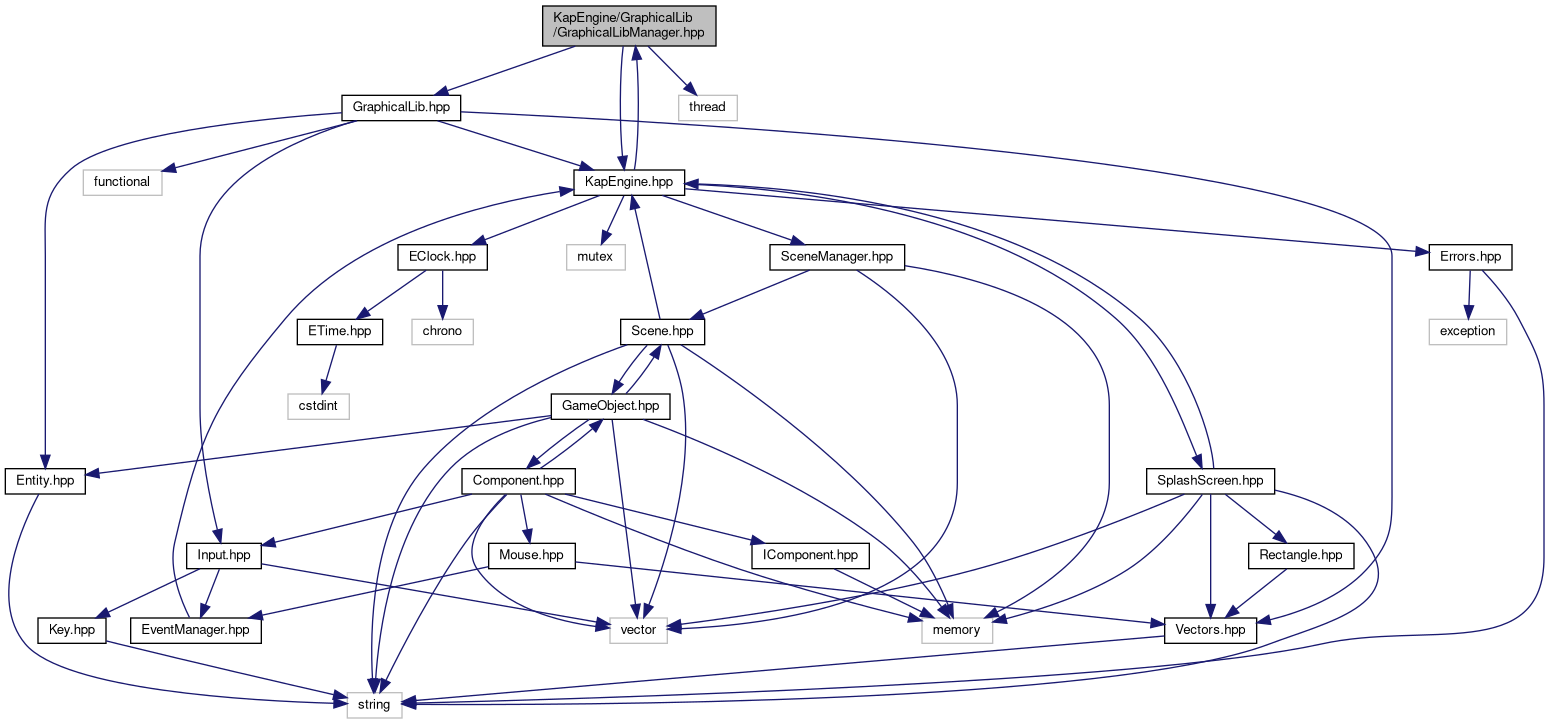 KapEngine/GraphicalLib
/GraphicalLibManager.hpp
GraphicalLib.hpp
thread
functional
KapEngine.hpp
EClock.hpp
mutex
SceneManager.hpp
Errors.hpp
ETime.hpp
chrono
Scene.hpp
exception
cstdint
GameObject.hpp
Entity.hpp
Component.hpp
SplashScreen.hpp
Input.hpp
Mouse.hpp
IComponent.hpp
Rectangle.hpp
Key.hpp
EventManager.hpp
vector
memory
Vectors.hpp
string